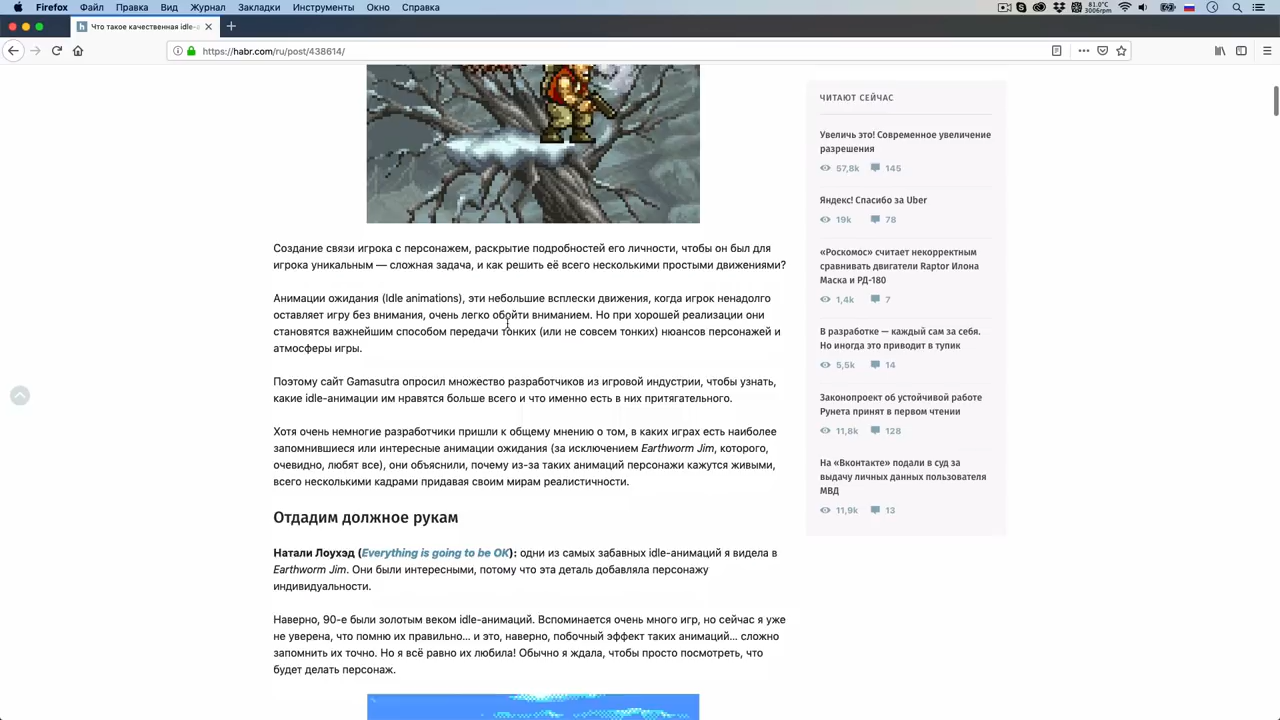 Firefox Файл Правка Вид Журнал Закладки Инструменты Окно Справка
81.0°C
3006rpm
Что такое качественная idle-а
https://habr.com/ru/post/438614/
Создание связи игрока с персонажем, раскрытие подробностей его личности, чтобы он был для
игрока уникальным — сложная задача, и как решить её всего несколькими простыми движениями?
Анимации ожидания (Idle animations), эти небольшие всплески движения, когда игрок ненадолго
оставляет игру без внимания, очень легко обойти вниманием. Но при хорошей реализации они
становятся важнейшим способом передачи тонких (или не совсем тонких) нюансов персонажей и
атмосферы игры.
Поэтому сайт Gamasutra опросил множество разработчиков из игровой индустрии, чтобы узнать,
какие idle-анимации им нравятся больше всего и что именно есть в них притягательного.
Хотя очень немногие разработчики пришли к общему мнению о том, в каких играх есть наиболее
запомнившиеся или интересные анимации ожидания (за исключением Earthworm Jim, которого,
очевидно, любят все), они объяснили, почему из-за таких анимаций персонажи кажутся живыми,
всего несколькими кадрами придавая своим мирам реалистичности.
Отдадим должное рукам
Натали Лоухэд (Everything is going to be OK): одни из самых забавных idle-анимаций я видела в
Earthworm Jim. Они были интересными, потому что эта деталь добавляла персонажу
индивидуальности.
Наверно, 90-е были золотым веком idle-анимаций. Вспоминается очень много игр, но сейчас я уже
не уверена, что помню их правильно... и это, наверно, побочный эффект таких анимаций... сложно
запомнить их точно. Но я всё равно их любила! Обычно я ждала, чтобы просто посмотреть, что
будет делать персонаж.
ЧИТАЮТ СЕЙЧАС
Увеличь это! Современное увеличение
разрешения
57,8k 145
Яндекс! Спасибо за Uber
19k 78
«Роскомос» считает некорректным
сравнивать двигатели Raptor Илона
Маска и РД-180
1,4k 7
В разработке — каждый сам за себя.
Но иногда это приводит в тупик
5,5k 14
Законопроект об устойчивой работе
Рунета принят в первом чтении
11,8k 128
На «Вконтакте» подали в суд за
выдачу личных данных пользователя
МВД
11,9k 13